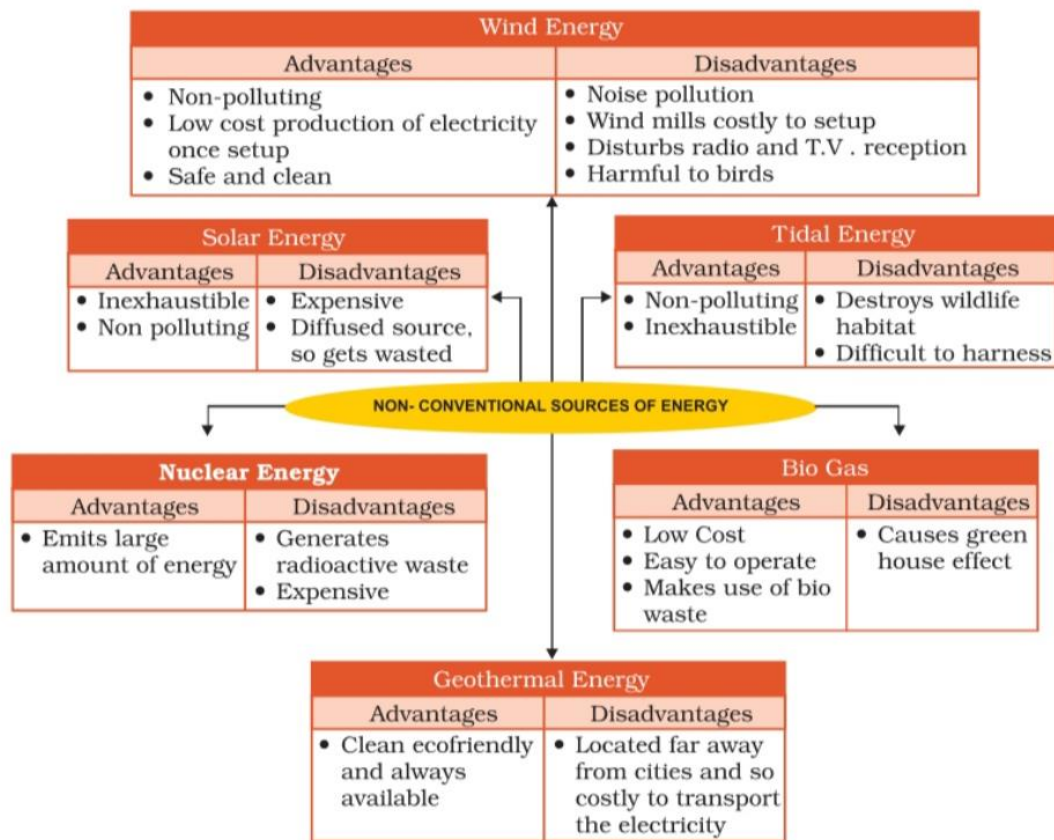 Wind Energy
Advantages
Disadvantages
• Non-polluting
• Low cost production of electricity
once setup
• Safe and clean
• Noise pollution
• Wind mills costly to setup
• Disturbs radio and T.V . reception
• Harmful to birds
Solar Energy
Advantages
Disadvantages
• Inexhaustible
• Non polluting
• Expensive
• Diffused source,
so gets wasted
Tidal Energy
Advantages
Disadvantages
• Non-polluting
• Inexhaustible
• Destroys wildlife
habitat
• Difficult to harness
NON- CONVENTIONAL SOURCES OF ENERGY
Nuclear Energy
Advantages
Disadvantages
• Emits large
amount of energy
• Generates
radioactive waste
• Expensive
Bio Gas
Advantages
Disadvantages
• Low Cost
• Easy to operate
• Makes use of bio
waste
• Causes green
house effect
Geothermal Energy
Advantages
Disadvantages
• Clean ecofriendly
and always
available
• Located far away
from cities and so
costly to transport
the electricity